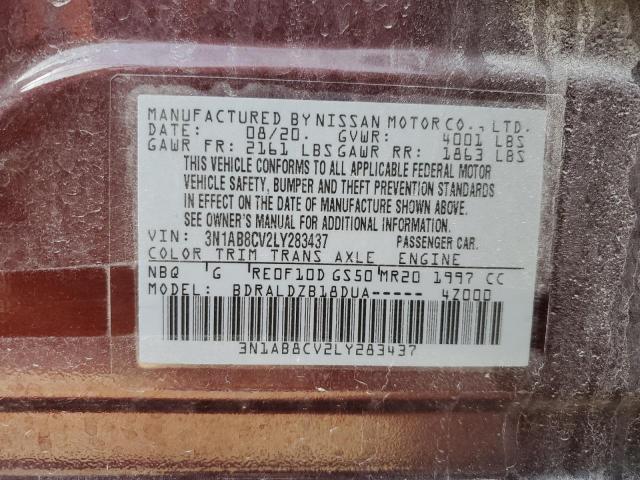 MANUFACTURED BY NISSAN MOTOR CO., LTD.
DATE: 08/20. GVWR: 4001 LBS
GAWR FR: 2161 LBS GAWR RR: 1863 LBS
THIS VEHICLE CONFORMS TO ALL APPLICABLE FEDERAL MOTOR
VEHICLE SAFETY, BUMPER AND THEFT PREVENTION STANDARDS
IN EFFECT ON THE DATE OF MANUFACTURE SHOWN ABOVE.
SEE OWNER'S MANUAL FOR ADDITIONAL INFORMATION.
VIN: 3N1AB8CV2LY283437 PASSENGER CAR.
COLOR TRIM TRANS AXLE ENGINE
NBQ G RE0F10D GS50 MR20 1997 CC
MODEL: BDRALDZB18DUA----- 4Z000
3N1AB8CV2LY283437